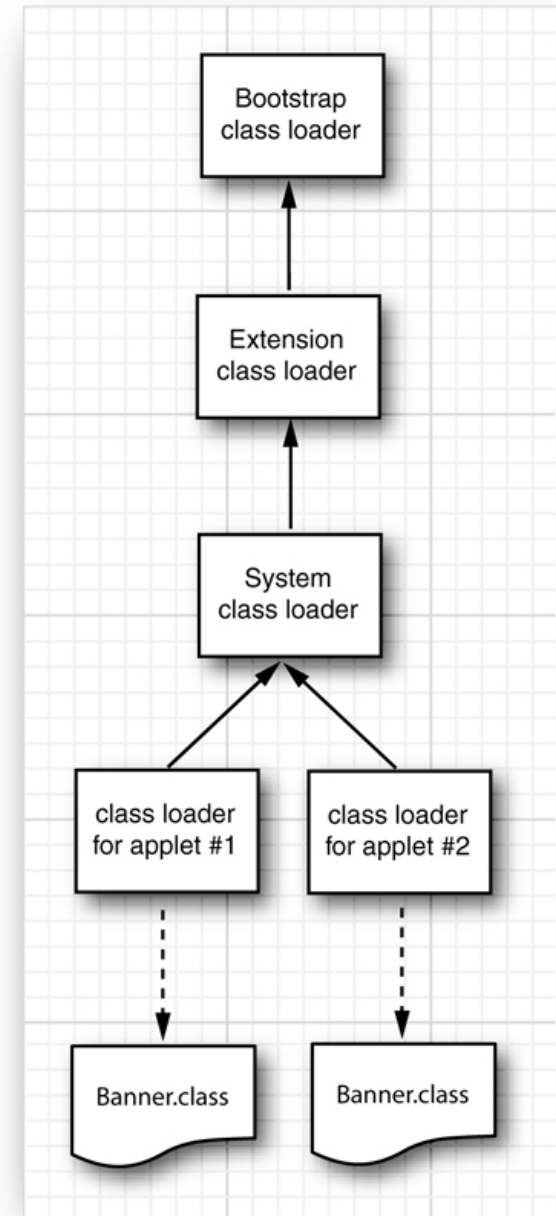 Bootstrap
class loader
Extension
class loader
System
class loader
class loader
for applet #1
class loader
for applet #2
Banner.class
Banner.class